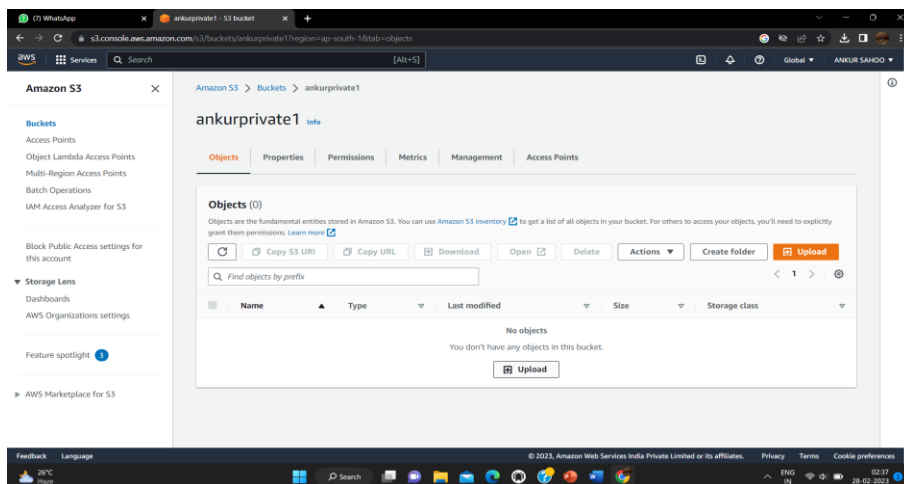 (7) WhatsApp
ankurprivate1 - S3 bucket
s3.console.aws.amazon.com/s3/buckets/ankurprivate1?region=ap-south-1&tab=objects
aws Services Search [Alt+S] Global ANKUR SAHOO
Amazon S3
Buckets
Access Points
Object Lambda Access Points
Multi-Region Access Points
Batch Operations
IAM Access Analyzer for S3
Block Public Access settings for
this account
Storage Lens
Dashboards
AWS Organizations settings
Feature spotlight 3
AWS Marketplace for S3
Amazon S3 > Buckets > ankurprivate1
ankurprivate1 Info
Objects Properties Permissions Metrics Management Access Points
Objects (0)
Objects are the fundamental entities stored in Amazon S3. You can use Amazon S3 inventory to get a list of all objects in your bucket. For others to access your objects, you'll need to explicitly
grant them permissions. Learn more
Copy S3 URI Copy URL Download Open Delete Actions Create folder Upload
Find objects by prefix
< 1 >
Name Type Last modified Size Storage class
No objects
You don't have any objects in this bucket.
Upload
Feedback Language © 2023, Amazon Web Services India Private Limited or its affiliates. Privacy Terms Cookie preferences
26°C
Haze
Search
ENG
IN
02:37
28-02-2023